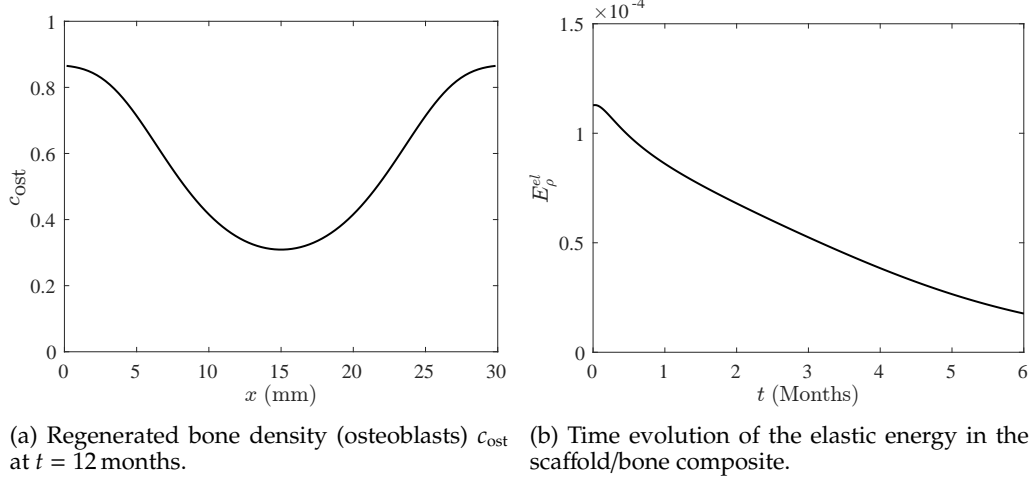 1
0.8
0.6
0.4
0.2
0
0 5 10 15 20 25 30
c_ost
x (mm)
×10⁻⁴
1.5
1
0.5
0
0 1 2 3 4 5 6
E_ρ^el
t (Months)
(a) Regenerated bone density (osteoblasts) c_ost
at t = 12 months.
(b) Time evolution of the elastic energy in the
scaffold/bone composite.